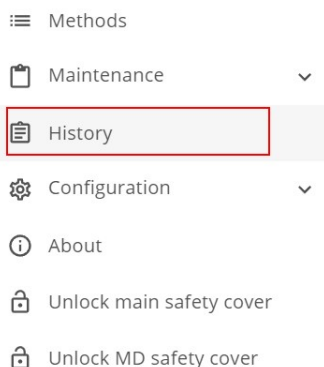 Methods
Maintenance
History
Configuration
About
Unlock main safety cover
Unlock MD safety cover